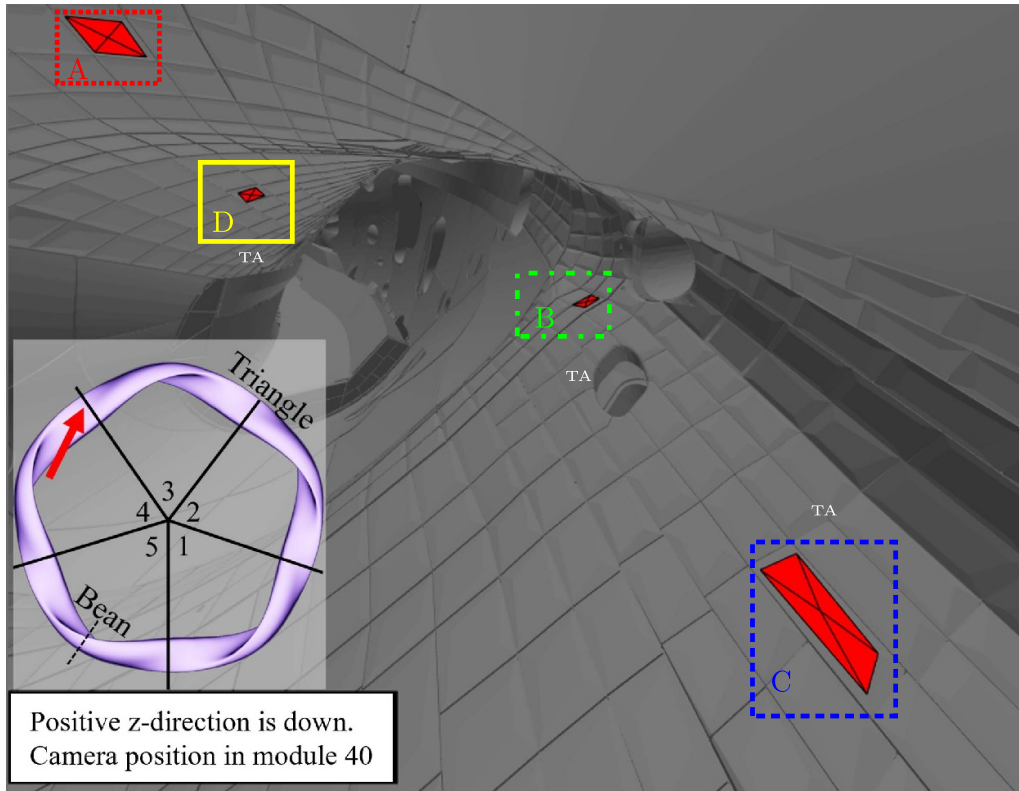 A
D
TA
B
TA
TA
C
Triangle
3
4 2
5 1
Bean
Positive z-direction is down.
Camera position in module 40